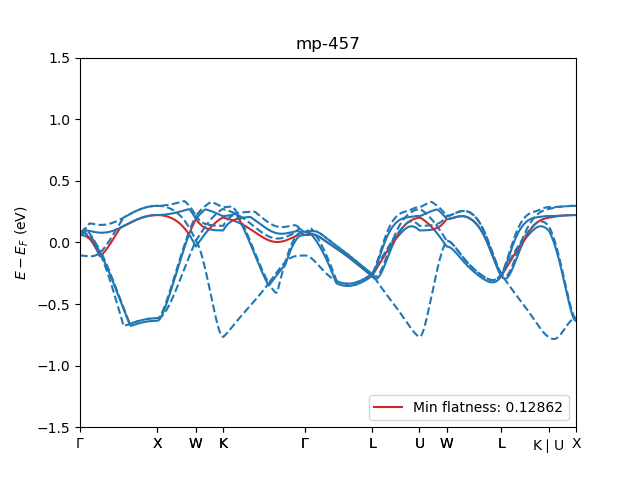 mp-457
E − E_F (eV)
1.5
1.0
0.5
0.0
−0.5
−1.0
−1.5
Min flatness: 0.12862
Γ X W K Γ L U W L K | U X